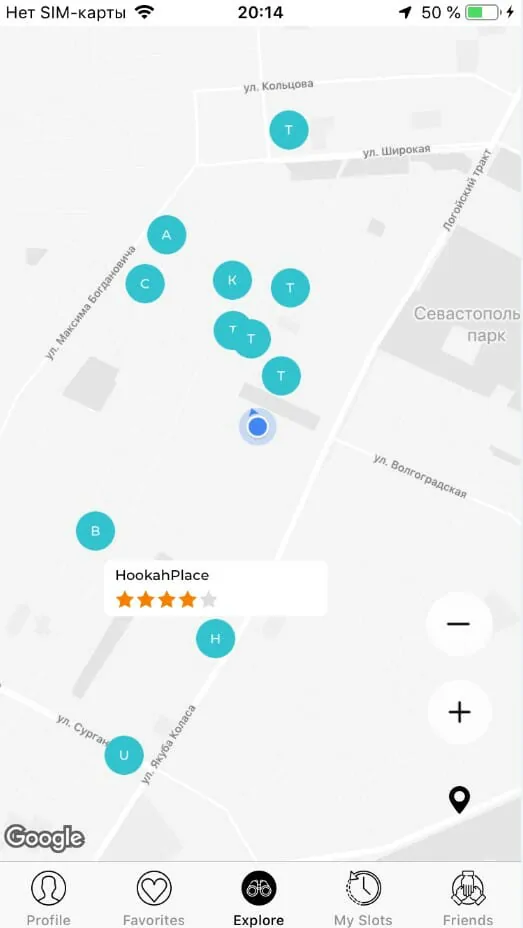 Нет SIM-карты 20:14 50 %
ул. Кольцова
T
ул. Широкая
Логойский тракт
A
ул. Максима Богдановича
C
K
T
Севастополь
парк
T
T
T
ул. Волгоградская
B
HookahPlace
H
ул. Сурган
U
ул. Якуба Коласа
Google
Profile Favorites Explore My Slots Friends